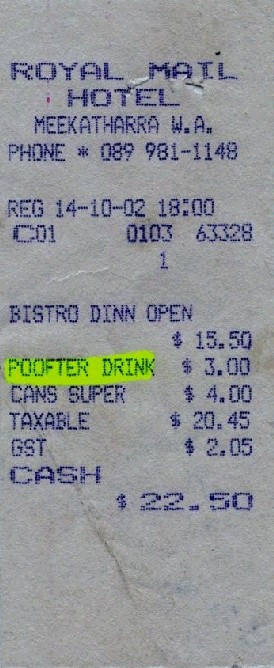 ROYAL MAIL
HOTEL
MEEKATHARRA W.A.
PHONE * 089 981-1148
REG 14-10-02 18:00
C01 0103 63328
1
BISTRO DINN OPEN
$ 15.50
POOFTER DRINK $ 3.00
CANS SUPER $ 4.00
TAXABLE $ 20.45
GST $ 2.05
CASH
$ 22.50